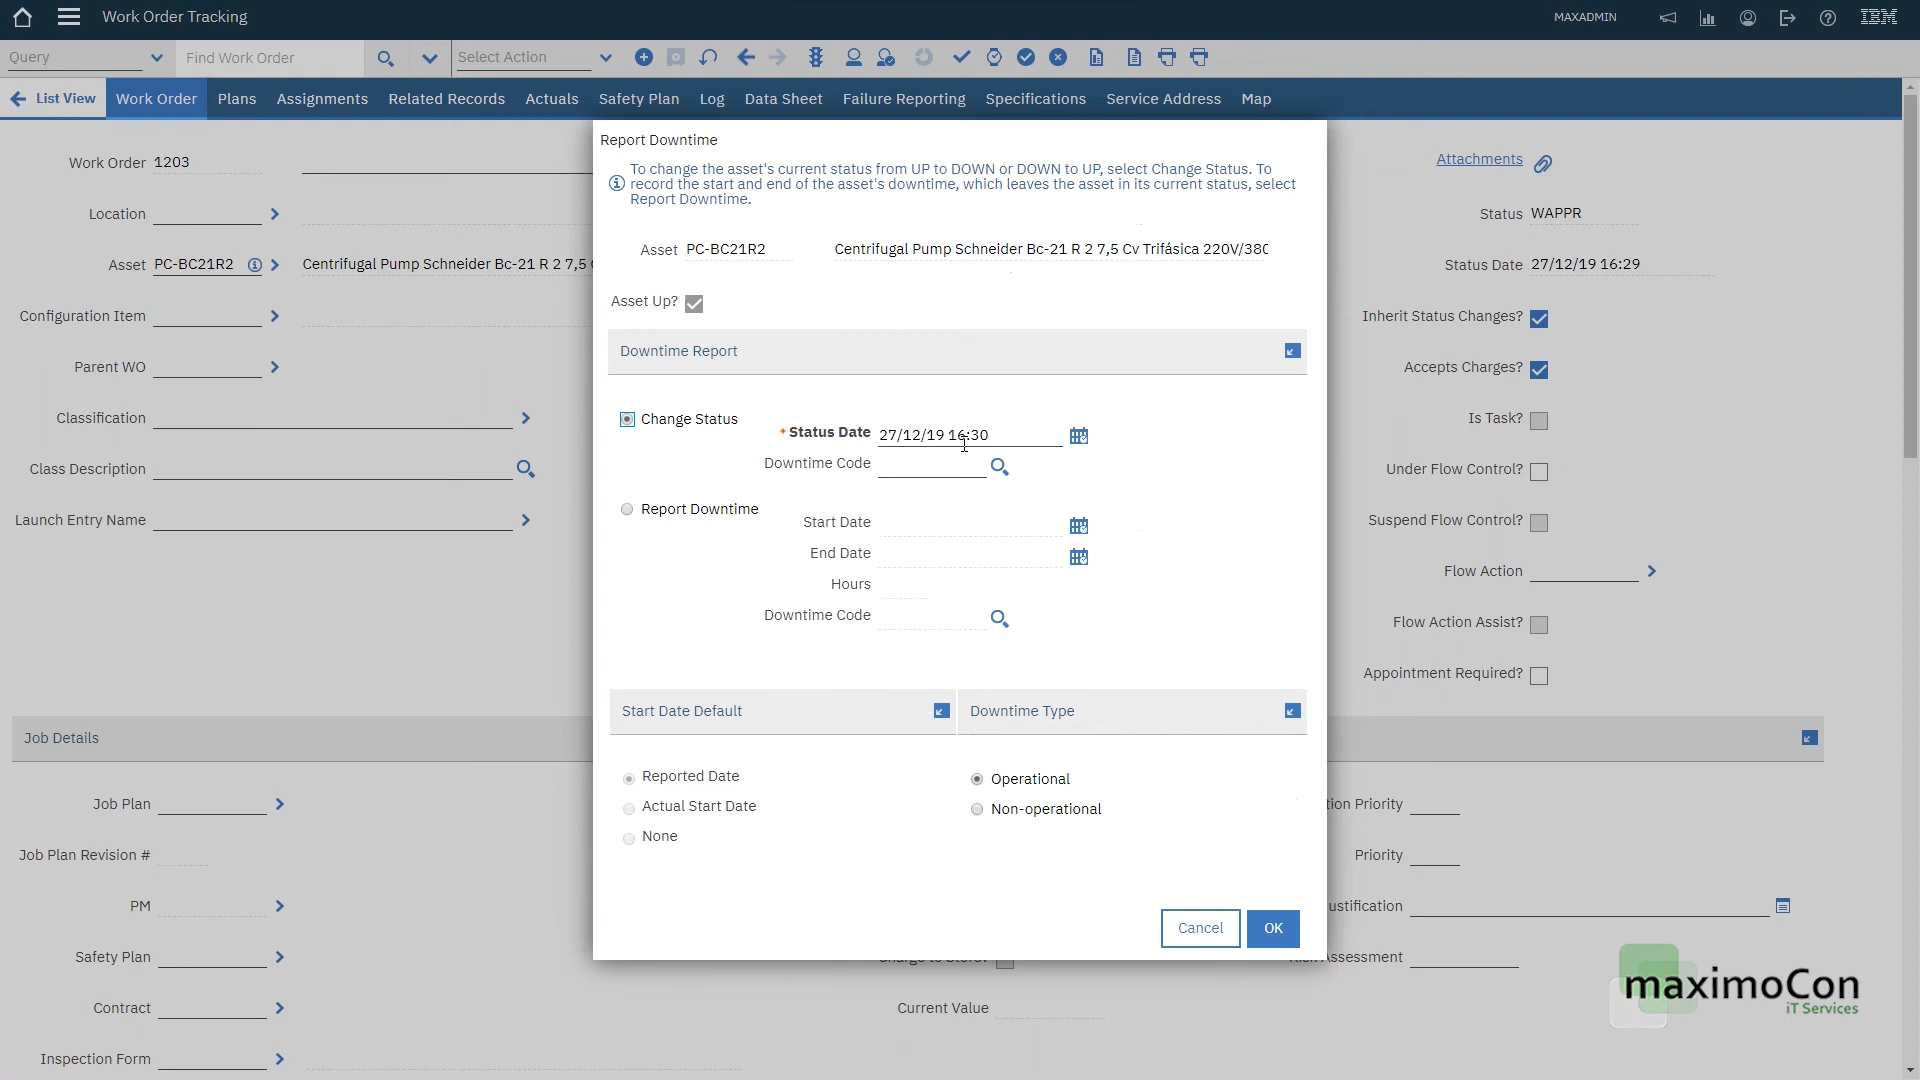 Work Order Tracking
MAXADMIN
IBM
Query
Find Work Order
Select Action
List View
Work Order
Plans
Assignments
Related Records
Actuals
Safety Plan
Log
Data Sheet
Failure Reporting
Specifications
Service Address
Map
Work Order 1203
Location
Asset PC-BC21R2 Centrifugal Pump Schneider Bc-21 R 2 7,5
Configuration Item
Parent WO
Classification
Class Description
Launch Entry Name
Attachments
Status WAPPR
Status Date 27/12/19 16:29
Inherit Status Changes?
Accepts Charges?
Is Task?
Under Flow Control?
Suspend Flow Control?
Flow Action
Flow Action Assist?
Appointment Required?
Report Downtime
To change the asset's current status from UP to DOWN or DOWN to UP, select Change Status. To
record the start and end of the asset's downtime, which leaves the asset in its current status, select
Report Downtime.
Asset PC-BC21R2 Centrifugal Pump Schneider Bc-21 R 2 7,5 Cv Trifásica 220V/380
Asset Up?
Downtime Report
Change Status
* Status Date 27/12/19 16:30
Downtime Code
Report Downtime
Start Date
End Date
Hours
Downtime Code
Start Date Default
Downtime Type
Reported Date
Actual Start Date
None
Operational
Non-operational
Cancel
OK
Job Details
Job Plan
Job Plan Revision #
PM
Safety Plan
Contract
Inspection Form
Charge to Store?
Current Value
tion Priority
Priority
ustification
Risk Assessment
maximoCon
iT Services